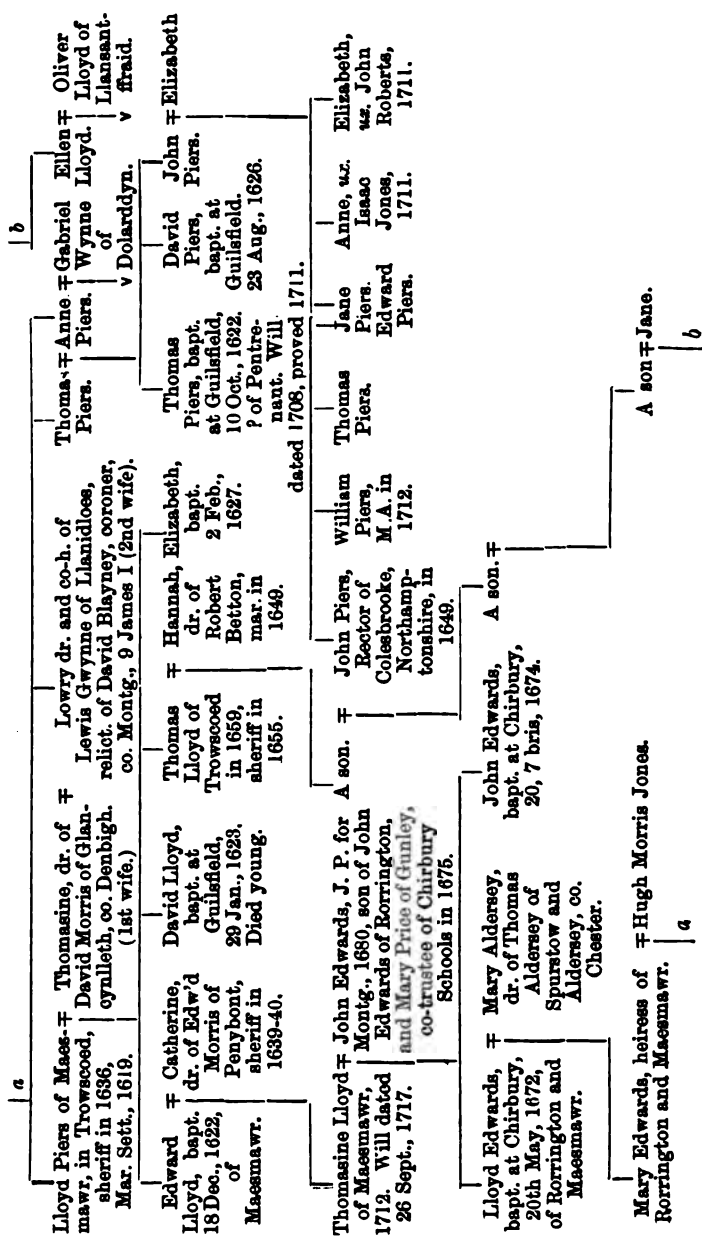 a
b
Lloyd Piers of Maes-
mawr, in Trowscoed,
sheriff in 1636,
Mar. Sett., 1619.
Thomasine, dr. of
David Morris of Glan-
cynlleth, co. Denbigh.
(1st wife.)
Lowry dr. and co-h. of
Lewis Gwynne of Llanidloes,
relict. of David Blayney, coroner,
co. Montg., 9 James I (2nd wife).
Thomas
Piers.
Anne
Piers.
Gabriel
Wynne
of
Dolarddyn.
Ellen
Lloyd.
Oliver
Lloyd of
Llansant-
ffraid.
v
v
Edward
Lloyd, bapt.
18 Dec., 1622,
of
Maesmawr.
Catherine,
dr. of Edw'd
Morris of
Penybont,
sheriff in
1639-40.
David Lloyd,
bapt. at
Guilsfield,
29 Jan., 1623.
Died young.
Thomas
Lloyd of
Trowscoed
in 1659,
sheriff in
1655.
Hannah,
dr. of
Robert
Betton,
mar. in
1649.
Elizabeth,
bapt.
2 Feb.,
1627.
Thomas
Piers, bapt.
at Guilsfield,
10 Oct., 1622.
? of Pentre-
nant. Will
dated 1708, proved 1711.
David
Piers,
bapt. at
Guilsfield.
23 Aug., 1626.
John
Piers.
Elizabeth
Thomasine Lloyd
of Maesmawr,
1712. Will dated
26 Sept., 1717.
John Edwards, J. P. for
Montg., 1680, son of John
Edwards of Rorrington,
and Mary Price of Gunley,
co-trustee of Chirbury
Schools in 1675.
A son.
John Piers,
Rector of
Colesbrooke,
Northamp-
tonshire, in
1649.
William
Piers,
M.A. in
1712.
Thomas
Piera.
Jane
Piers.
Edward
Piers.
Anne, ux.
Isaac
Jones,
1711.
Elizabeth,
ux. John
Roberts,
1711.
Lloyd Edwards,
bapt. at Chirbury,
20th May, 1672,
of Rorrington and
Maesmawr.
Mary Aldersey,
dr. of Thomas
Aldersey of
Spurstow and
Aldersey, co.
Chester.
John Edwards,
bapt. at Chirbury,
20, 7 bris, 1674.
A son.
Mary Edwards, heiress of
Rorrington and Maesmawr.
Hugh Morris Jones.
a
A son
Jane.
b